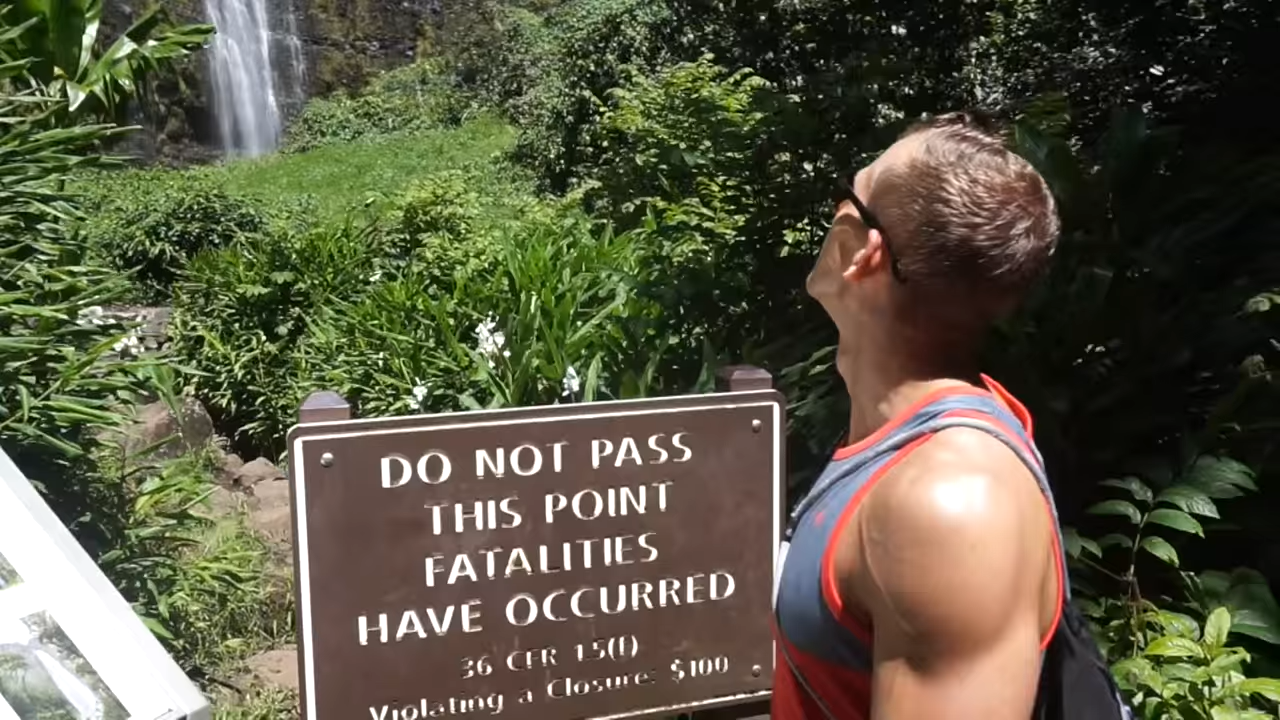 DO NOT PASS
THIS POINT
FATALITIES
HAVE OCCURRED
36 CFR 1.5(f)
Violating a Closure: $100